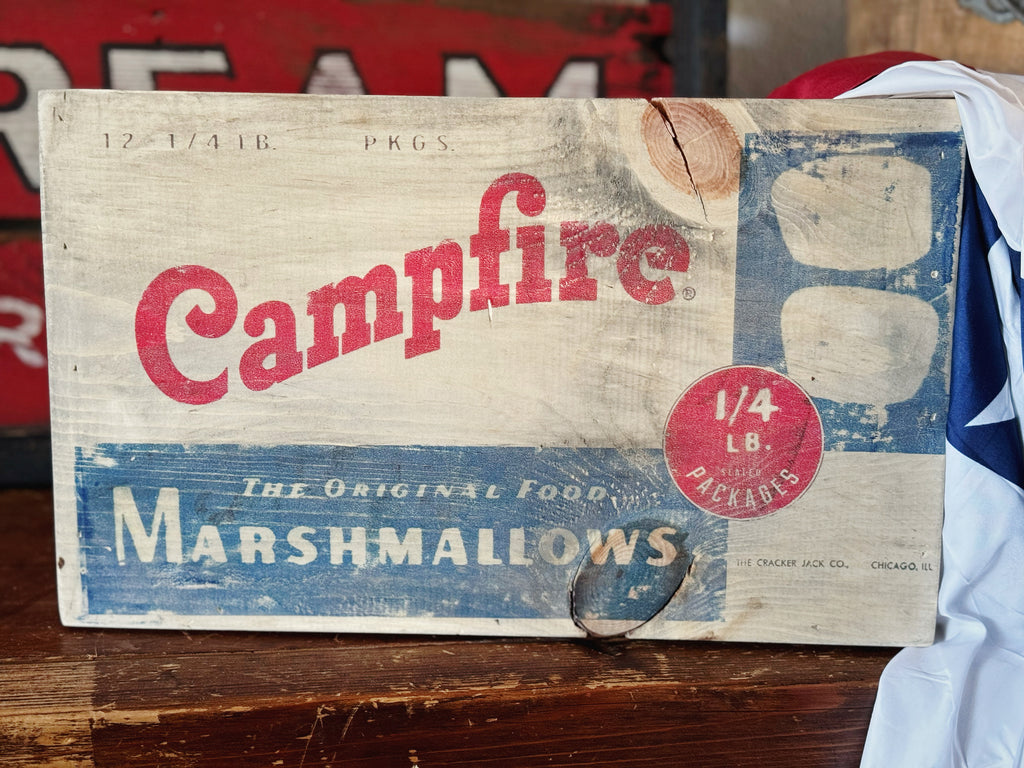 REAM
R
12 1/4 LB. PKGS.
Campfire®
1/4
LB.
SEALED
PACKAGES
THE ORIGINAL FOOD
MARSHMALLOWS
THE CRACKER JACK CO., CHICAGO, ILL